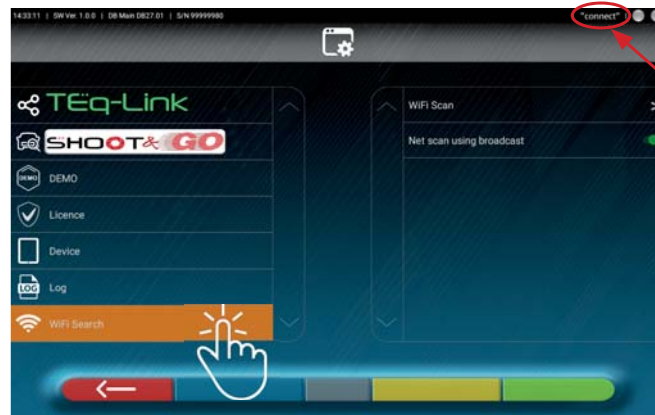 14:33:11 | SW Ver. 1.0.0 | DB Main DB27.01 | S/N 99999980
"connect"
TEq-Link
WiFi Scan
SHOOT& GO
Net scan using broadcast
DEMO
DEMO
Licence
Device
LOG
Log
WiFi Search